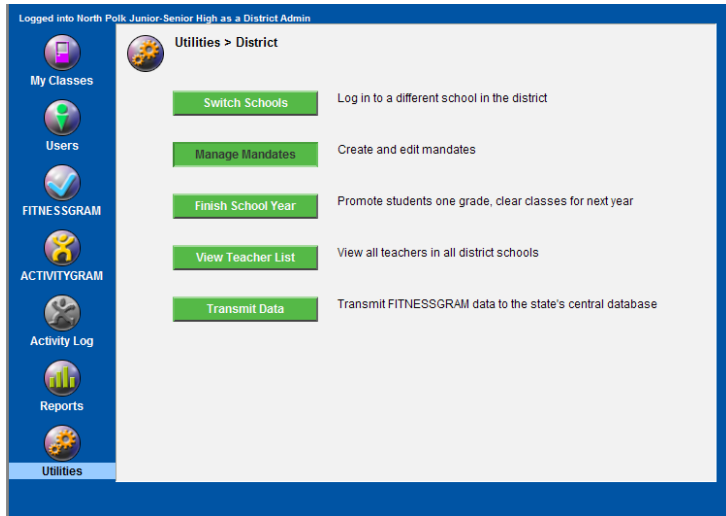 Logged into North Polk Junior-Senior High as a District Admin
My Classes
Users
FITNESSGRAM
ACTIVITYGRAM
Activity Log
Reports
Utilities
Utilities > District
Switch Schools
Log in to a different school in the district
Manage Mandates
Create and edit mandates
Finish School Year
Promote students one grade, clear classes for next year
View Teacher List
View all teachers in all district schools
Transmit Data
Transmit FITNESSGRAM data to the state's central database